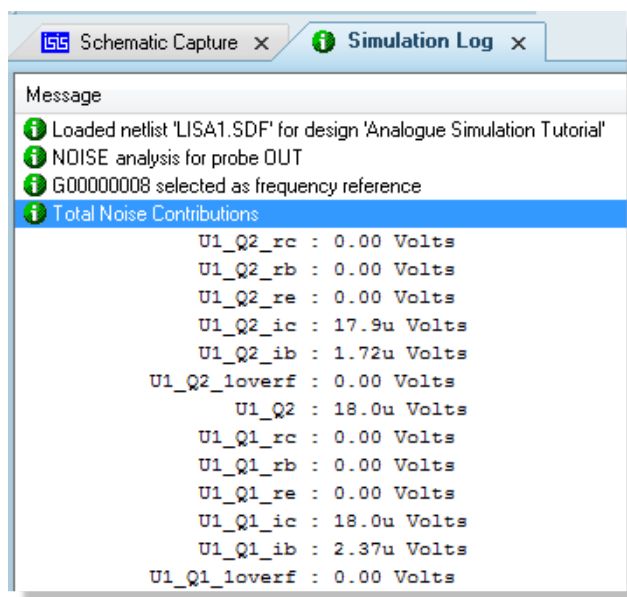 isis Schematic Capture x Simulation Log x
Message
Loaded netlist 'LISA1.SDF' for design 'Analogue Simulation Tutorial'
NOISE analysis for probe OUT
G00000008 selected as frequency reference
Total Noise Contributions
U1_Q2_rc : 0.00 Volts
U1_Q2_rb : 0.00 Volts
U1_Q2_re : 0.00 Volts
U1_Q2_ic : 17.9u Volts
U1_Q2_ib : 1.72u Volts
U1_Q2_1overf : 0.00 Volts
U1_Q2 : 18.0u Volts
U1_Q1_rc : 0.00 Volts
U1_Q1_rb : 0.00 Volts
U1_Q1_re : 0.00 Volts
U1_Q1_ic : 18.0u Volts
U1_Q1_ib : 2.37u Volts
U1_Q1_1overf : 0.00 Volts